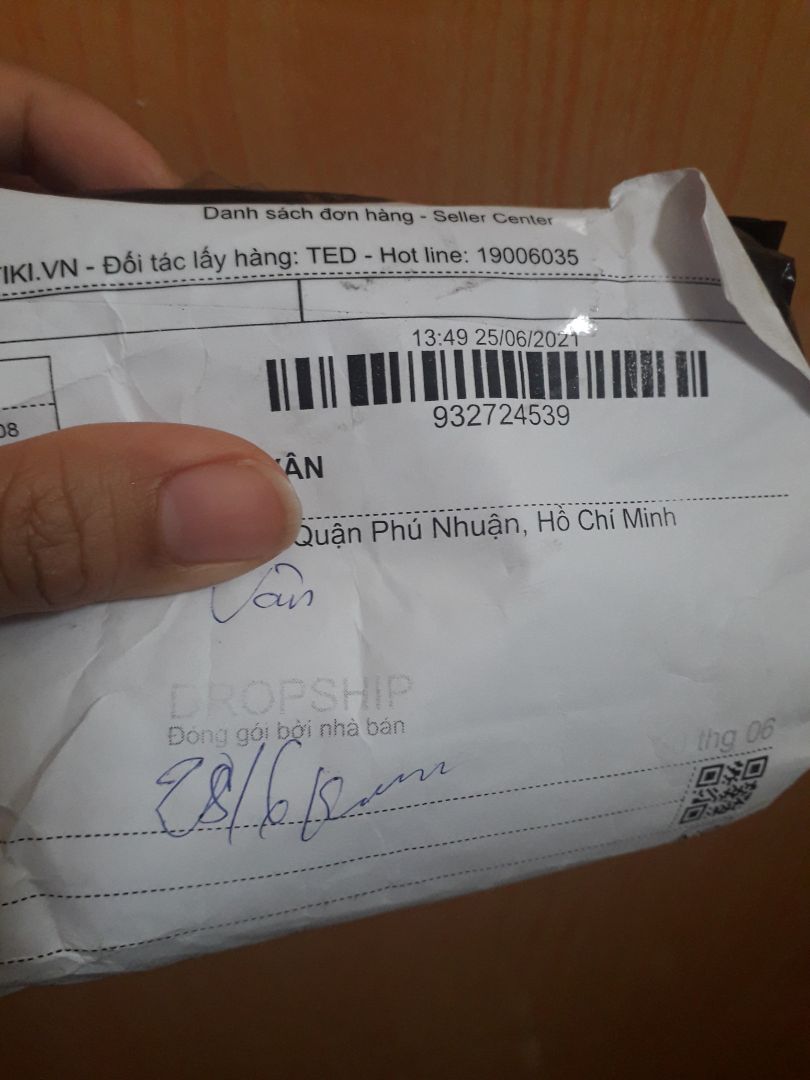 Danh sách đơn hàng - Seller Center
TIKI.VN - Đối tác lấy hàng: TED - Hot line: 19006035
13:49 25/06/2021
932724539
08
VÂN
Quận Phú Nhuận, Hồ Chí Minh
Vân
DROPSHIP
Đóng gói bởi nhà bán
thg 06
28/6